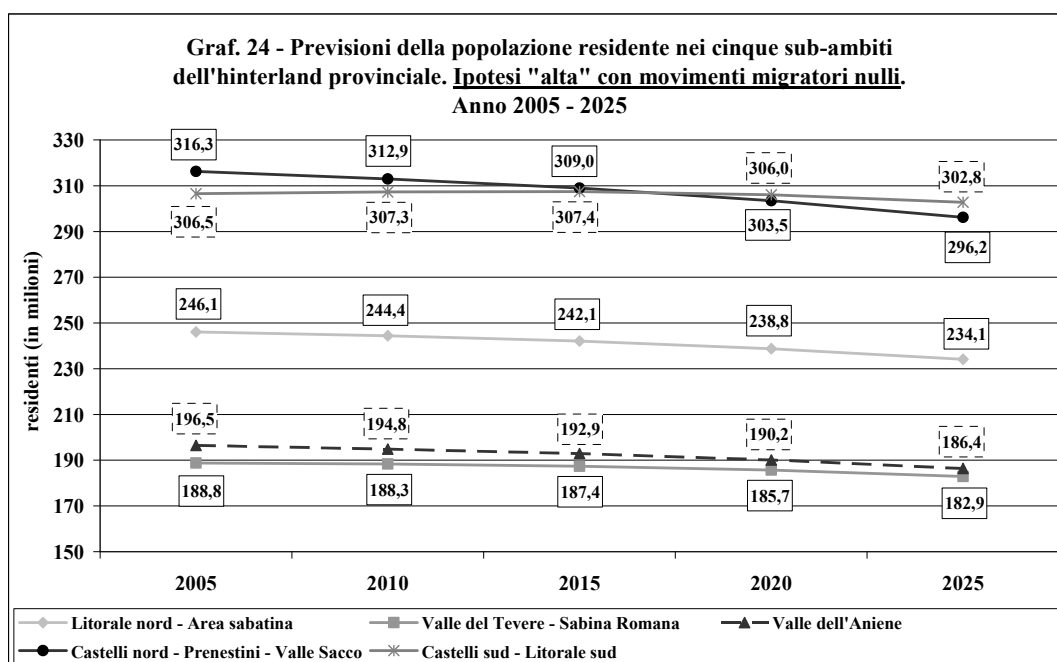 Graf. 24 - Previsioni della popolazione residente nei cinque sub-ambiti
dell'hinterland provinciale. Ipotesi "alta" con movimenti migratori nulli.
Anno 2005 - 2025
residenti (in milioni)
330
310
290
270
250
230
210
190
170
150
316,3 312,9 309,0 306,0 302,8
306,5 307,3 307,4 303,5 296,2
246,1 244,4 242,1 238,8 234,1
196,5 194,8 192,9 190,2 186,4
188,8 188,3 187,4 185,7 182,9
2005 2010 2015 2020 2025
Litorale nord - Area sabatina Valle del Tevere - Sabina Romana Valle dell'Aniene
Castelli nord - Prenestini - Valle Sacco Castelli sud - Litorale sud